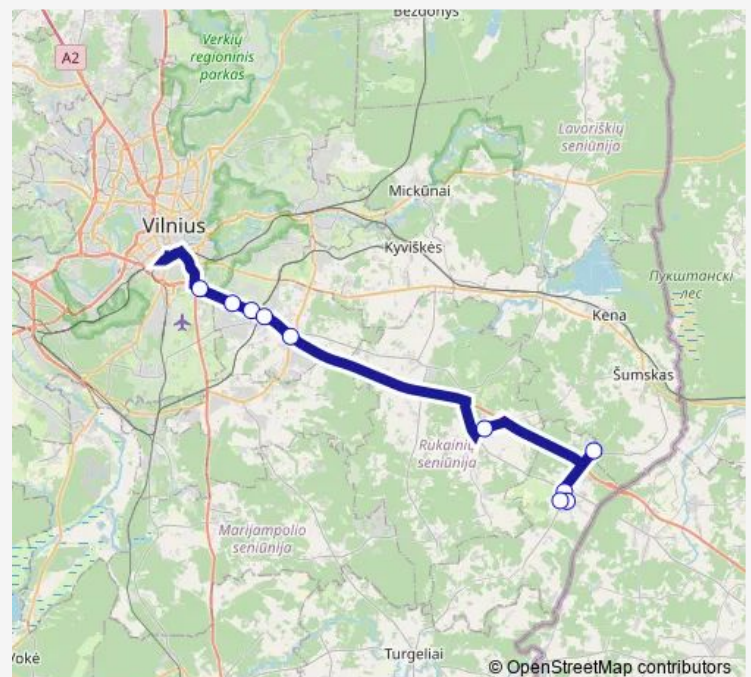 Bezdonys
A2
Verkių
regioninis
parkas
Lavoriškių
seniūnija
Mickūnai
Vilnius
Kyviškės
Пукштанскі
лес
Kena
Šumskas
Rukainių
seniūnija
Marijampolio
seniūnija
Voké
Turgeliai
© OpenStreetMap contributors